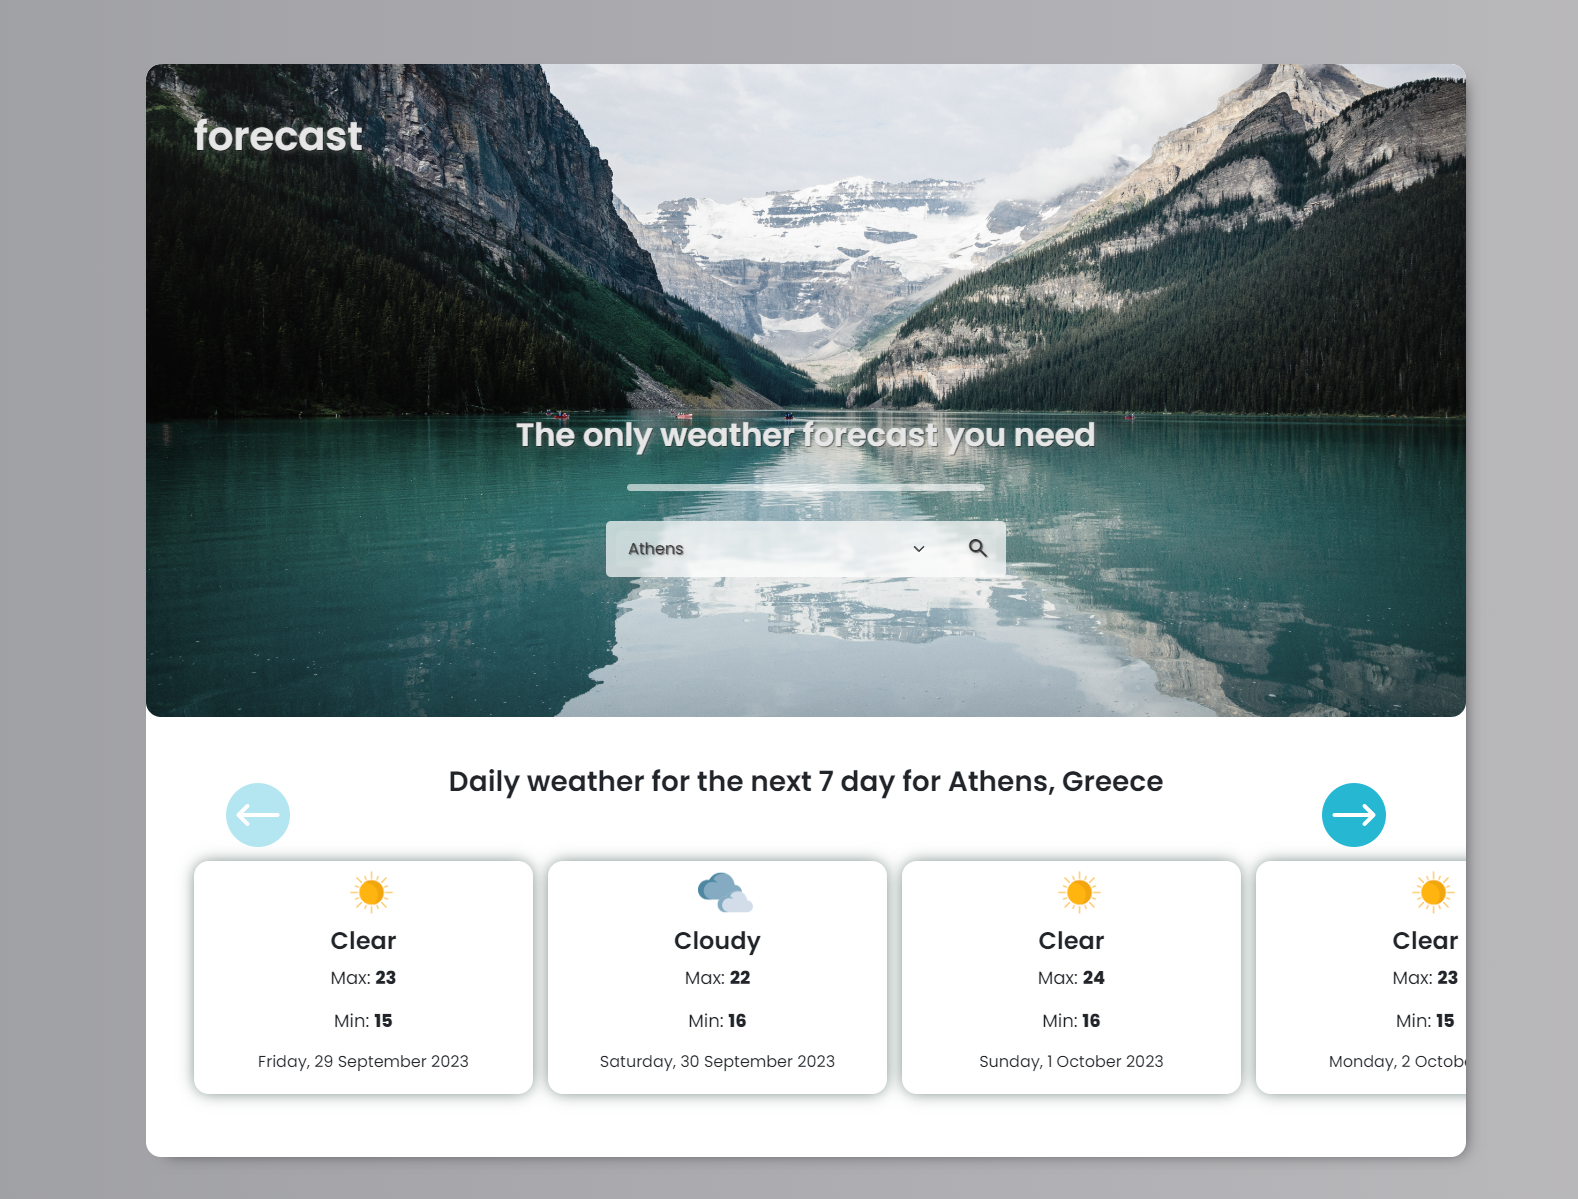 forecast
The only weather forecast you need
Athens
Daily weather for the next 7 day for Athens, Greece
Clear
Max: 23
Min: 15
Friday, 29 September 2023
Cloudy
Max: 22
Min: 16
Saturday, 30 September 2023
Clear
Max: 24
Min: 16
Sunday, 1 October 2023
Clear
Max: 23
Min: 15
Monday, 2 Octob